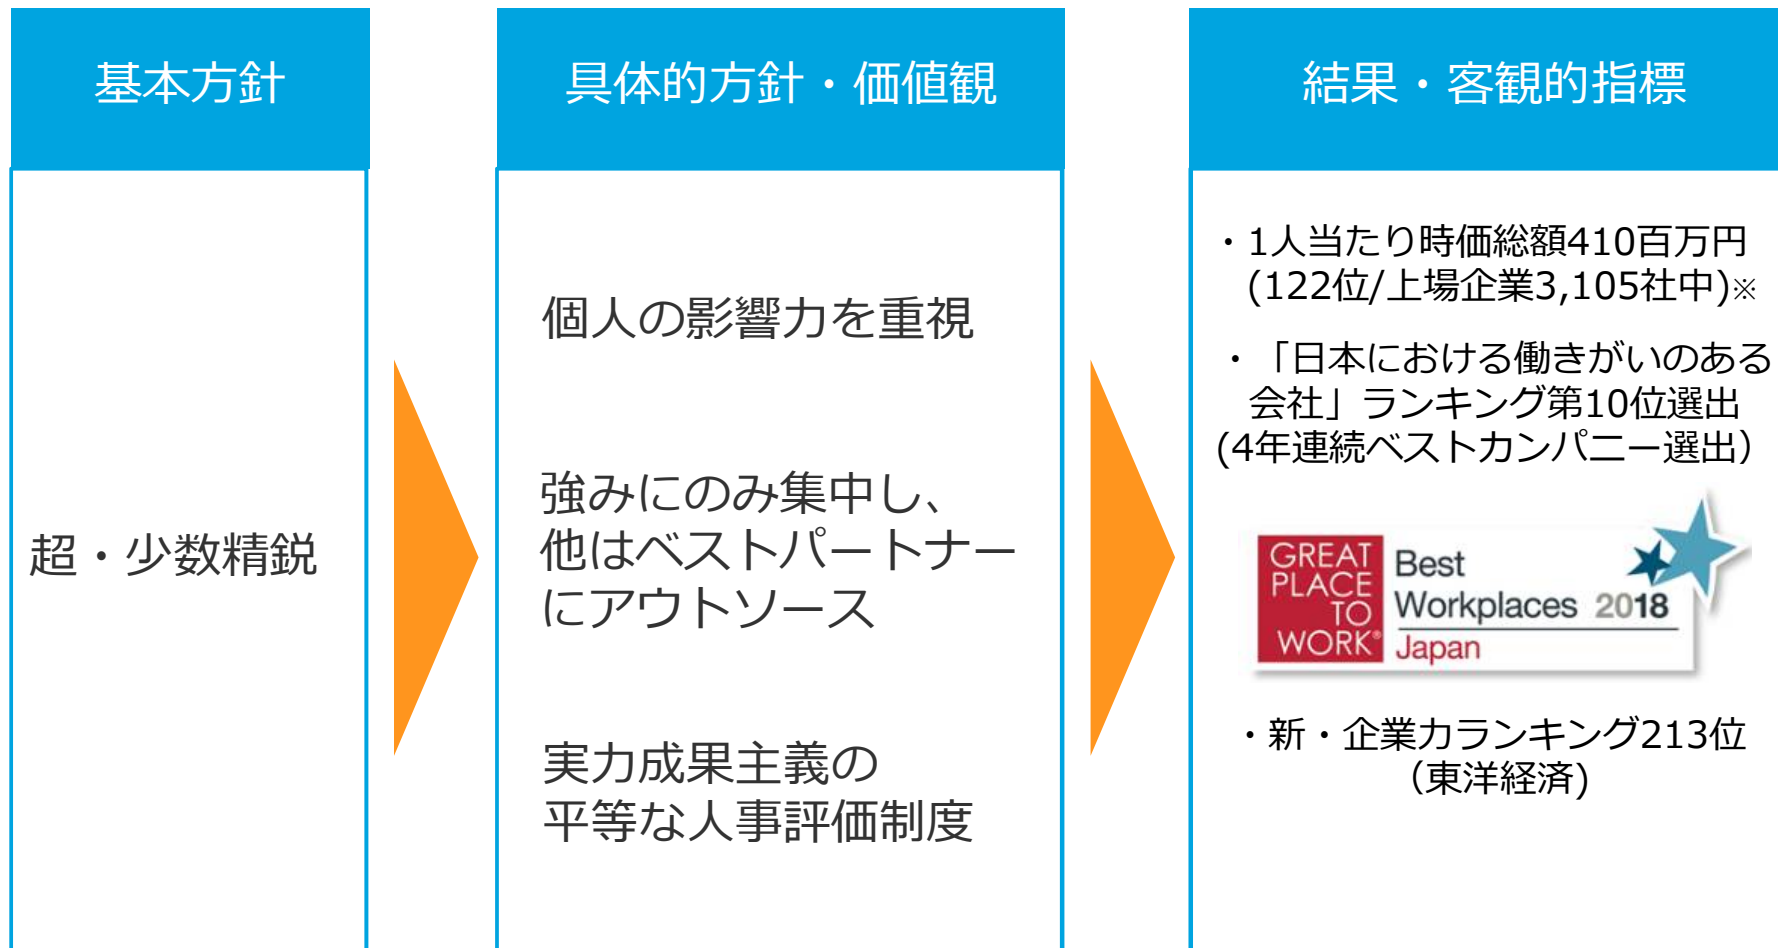 基本方針
超・少数精鋭
具体的方針・価値観
個人の影響力を重視
強みにのみ集中し、
他はベストパートナー
にアウトソース
実力成果主義の
平等な人事評価制度
結果・客観的指標
・1人当たり時価総額410百万円
(122位/上場企業3,105社中)※
・「日本における働きがいのある
会社」ランキング第10位選出
(4年連続ベストカンパニー選出）
GREAT
PLACE
TO
WORK®
Best
Workplaces 2018
Japan
・新・企業力ランキング213位
（東洋経済)